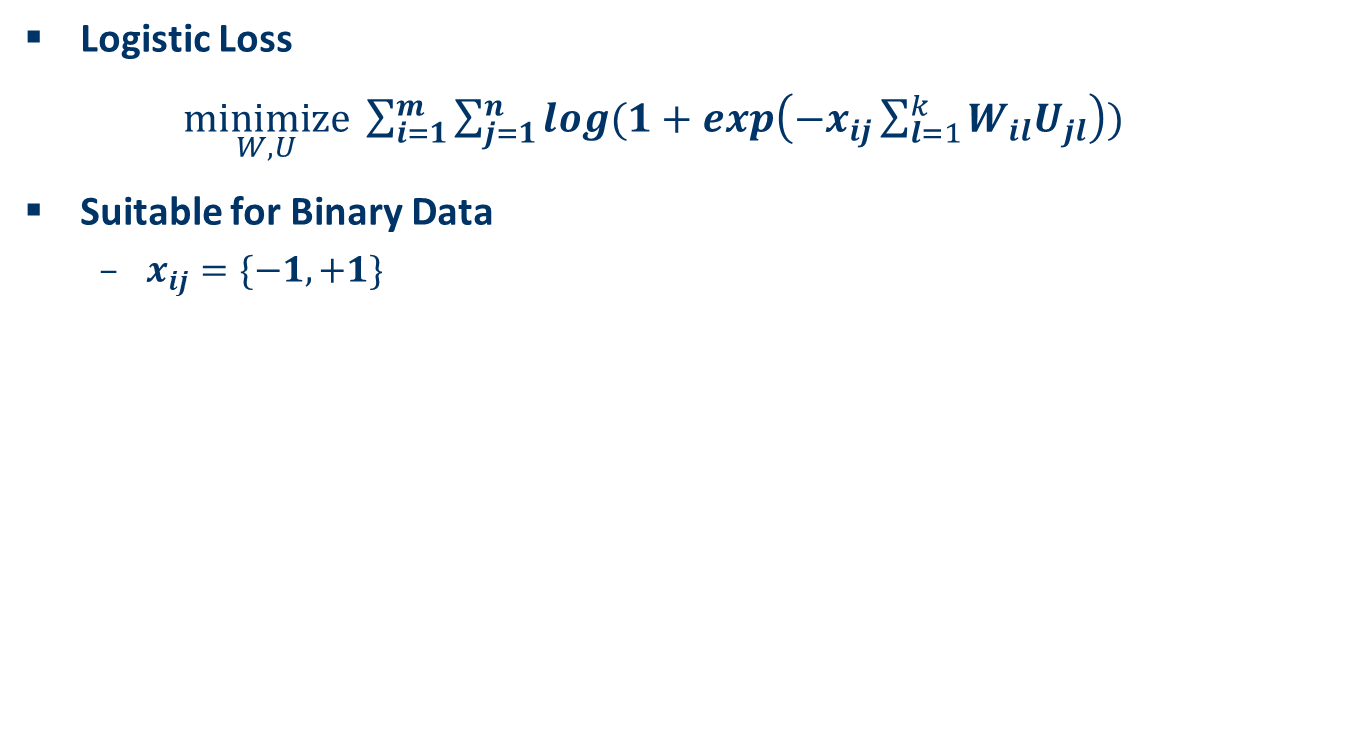 ▪ Logistic Loss
minimize W,U ∑_{i=1}^{m} ∑_{j=1}^{n} log(1 + exp(−x_{ij} ∑_{l=1}^{k} W_{il}U_{jl}))
▪ Suitable for Binary Data
− x_{ij} = {−1, +1}